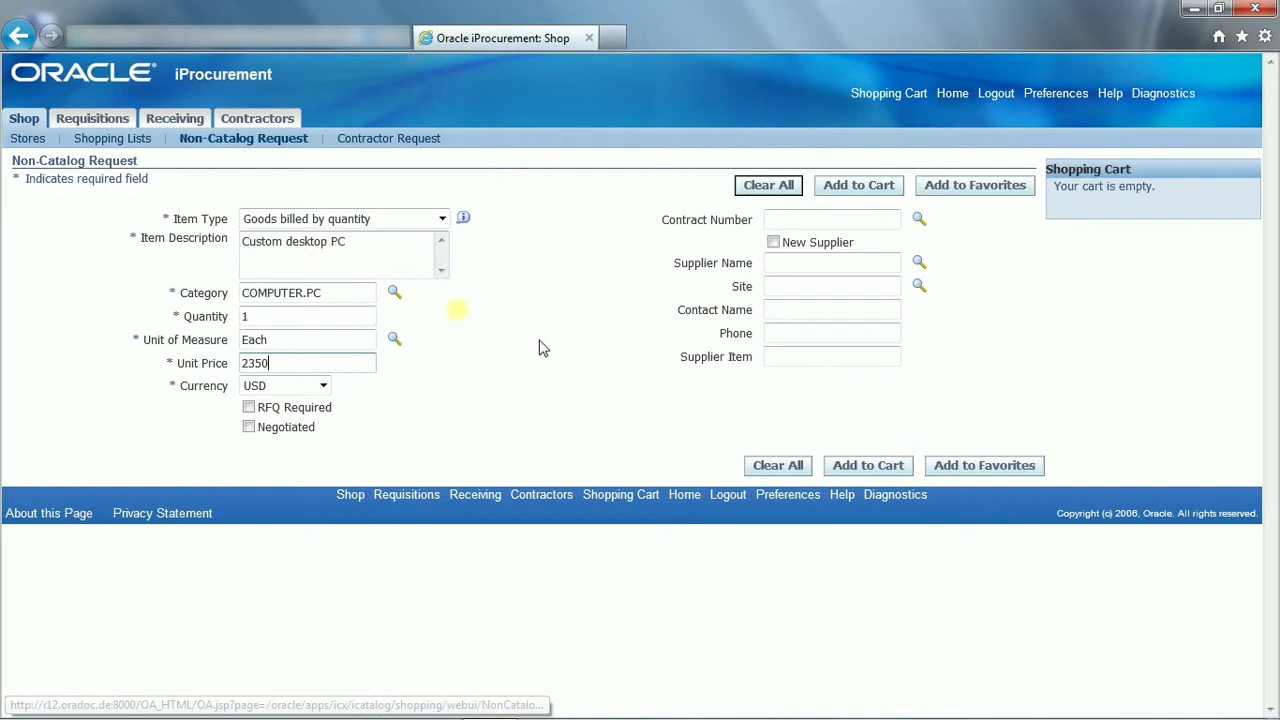 Oracle iProcurement: Shop
ORACLE iProcurement
Shopping Cart Home Logout Preferences Help Diagnostics
Shop Requisitions Receiving Contractors
Stores | Shopping Lists | Non-Catalog Request | Contractor Request
Non-Catalog Request
* Indicates required field
Clear All Add to Cart Add to Favorites
Shopping Cart
Your cart is empty.
* Item Type Goods billed by quantity
* Item Description Custom desktop PC
* Category COMPUTER.PC
* Quantity 1
* Unit of Measure Each
* Unit Price 2350
* Currency USD
RFQ Required
Negotiated
Contract Number
New Supplier
Supplier Name
Site
Contact Name
Phone
Supplier Item
Clear All Add to Cart Add to Favorites
Shop Requisitions Receiving Contractors Shopping Cart Home Logout Preferences Help Diagnostics
About this Page Privacy Statement Copyright (c) 2006, Oracle. All rights reserved.
http://r12.oradoc.de:8000/OA_HTML/OA.jsp?page=/oracle/apps/icx/icatalog/shopping/webui/NonCatalo...